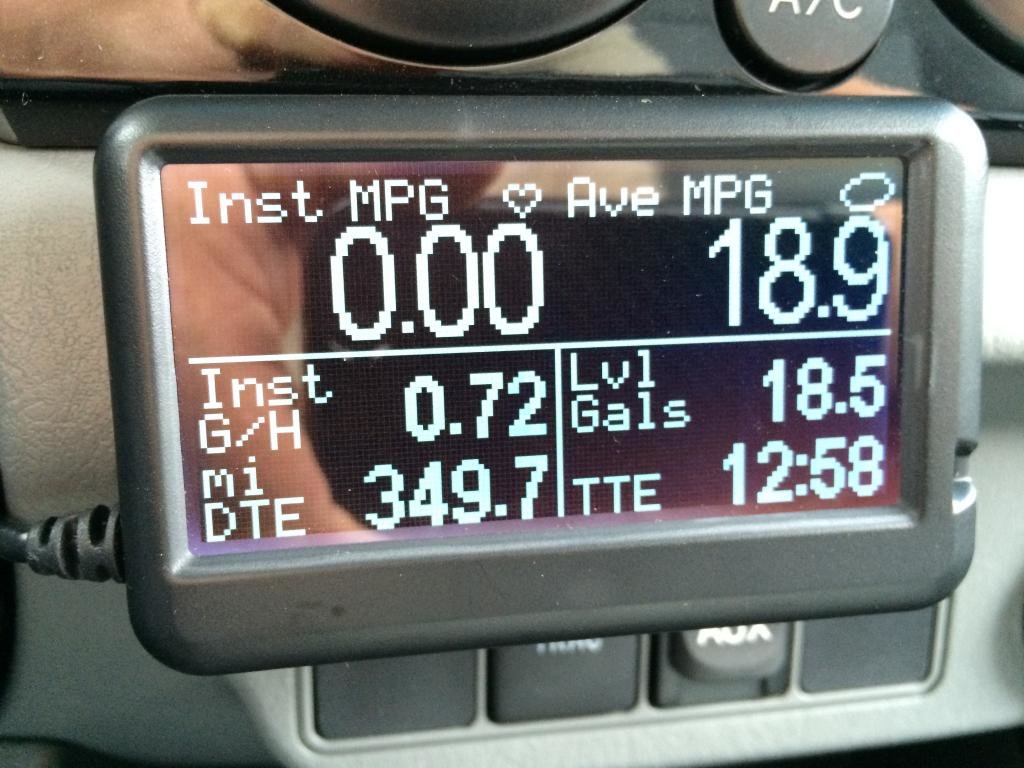 A/C
Inst MPG ♡ Ave MPG
0.00 18.9
Inst G/H 0.72
Lvl Gals 18.5
mi DTE 349.7
TTE 12:58
TRAC
AUX